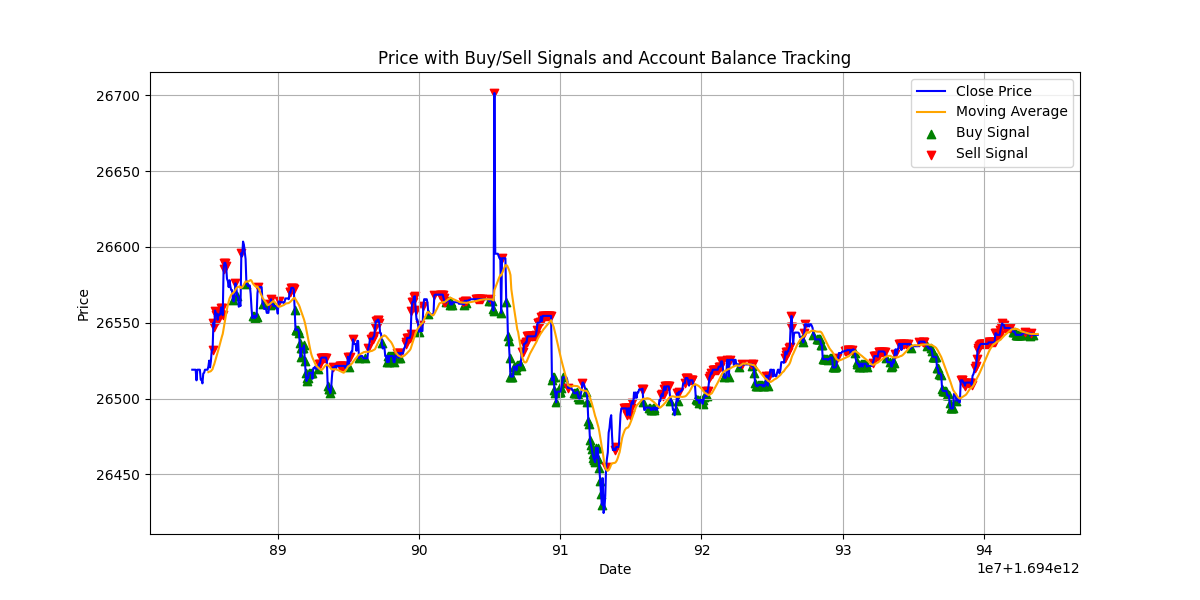 Price with Buy/Sell Signals and Account Balance Tracking
26700
26650
26600
26550
26500
26450
Price
Close Price
Moving Average
Buy Signal
Sell Signal
89 90 91 92 93 94
Date
1e7+1.694e12